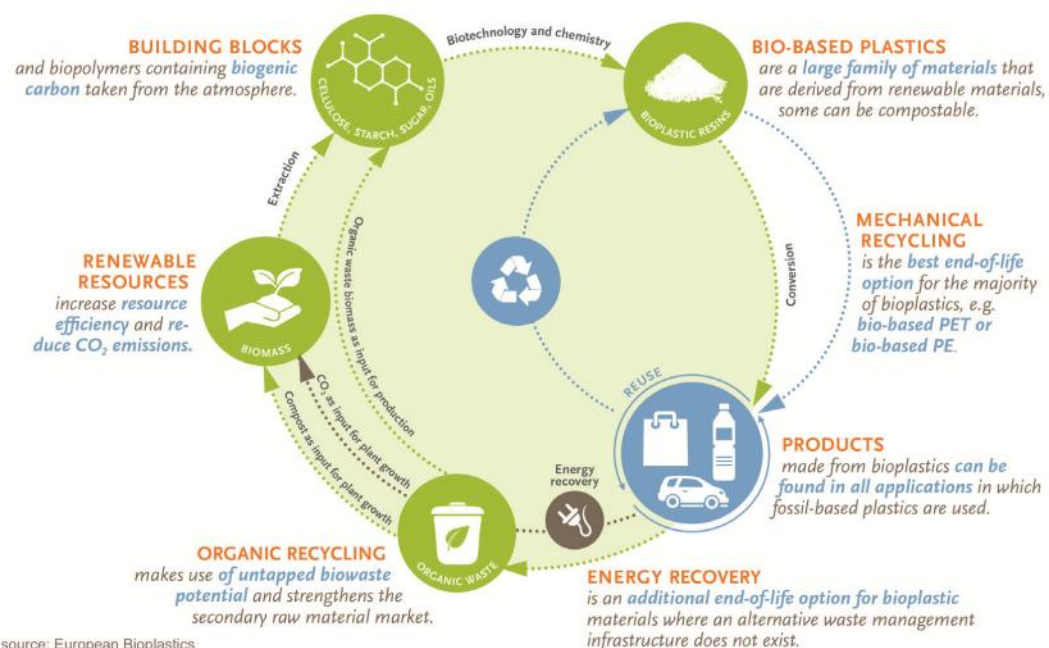 BUILDING BLOCKS
and biopolymers containing biogenic
carbon taken from the atmosphere.
CELLULOSE, STARCH, SUGAR, OILS
Biotechnology and chemistry
BIOPLASTIC RESINS
BIO-BASED PLASTICS
are a large family of materials that
are derived from renewable materials,
some can be compostable.
Extraction
Organic waste biomass as input for production
Conversion
MECHANICAL
RECYCLING
is the best end-of-life
option for the majority
of bioplastics, e.g.
bio-based PET or
bio-based PE.
RENEWABLE
RESOURCES
increase resource
efficiency and re-
duce CO₂ emissions.
BIOMASS
CO₂ as input for plant growth
Compost as input for plant growth
REUSE
PRODUCTS
made from bioplastics can be
found in all applications in which
fossil-based plastics are used.
Energy
recovery
ORGANIC WASTE
ORGANIC RECYCLING
makes use of untapped biowaste
potential and strengthens the
secondary raw material market.
ENERGY RECOVERY
is an additional end-of-life option for bioplastic
materials where an alternative waste management
infrastructure does not exist.
source: European Bioplastics